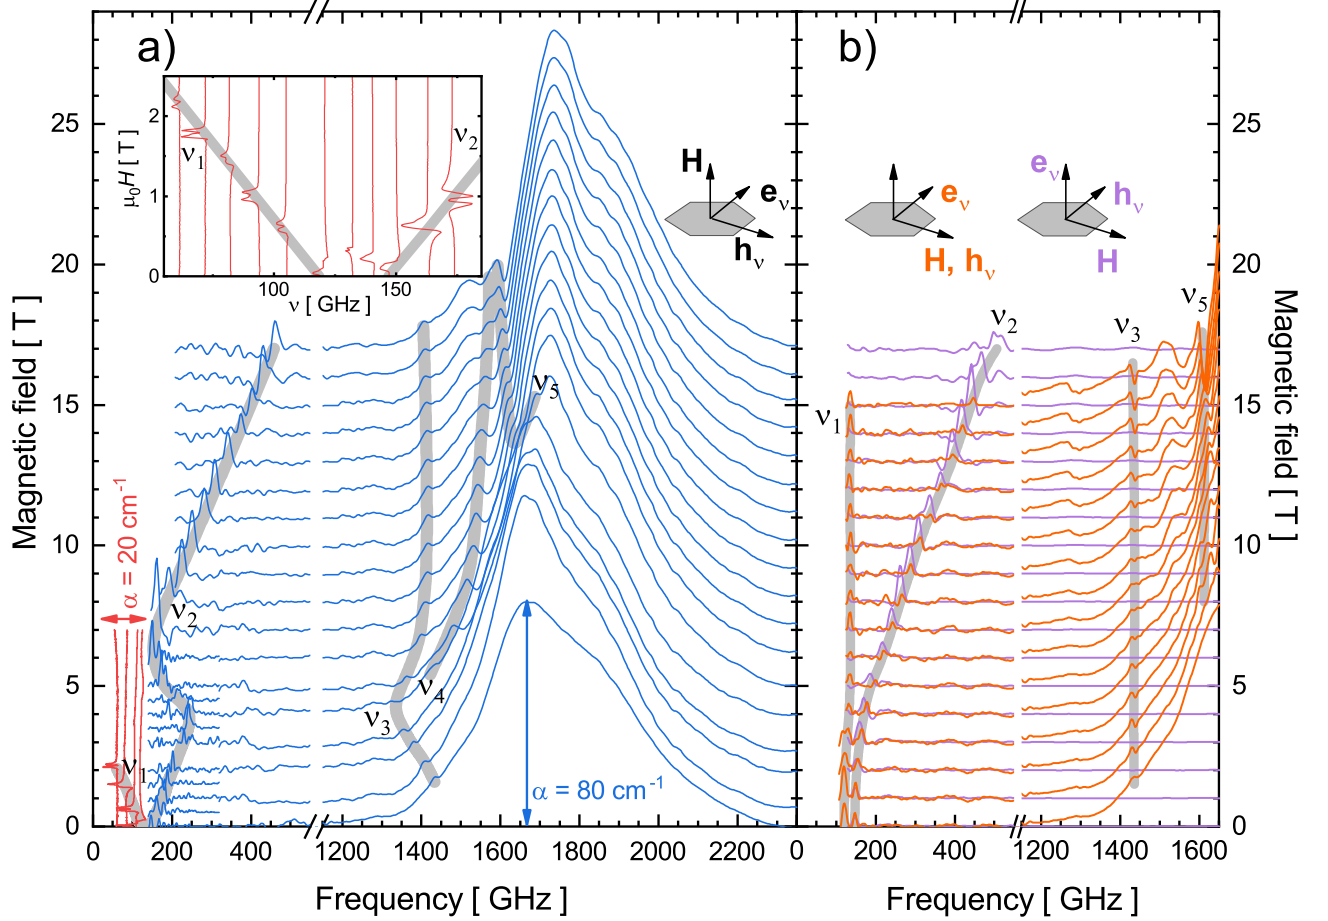 a)
b)
25
20
15
10
5
0
Magnetic field [ T ]
2
1
0
μ0H [ T ]
100
150
ν [ GHz ]
ν1
ν2
H
eν
hν
eν
H, hν
eν
hν
H
25
20
15
10
5
0
Magnetic field [ T ]
ν5
ν2
ν4
ν3
ν1
α = 20 cm-1
α = 80 cm-1
ν1
ν2
ν3
ν5
0
200
400
1200
1400
1600
1800
2000
2200
0
200
400
1200
1400
1600
Frequency [ GHz ]
Frequency [ GHz ]